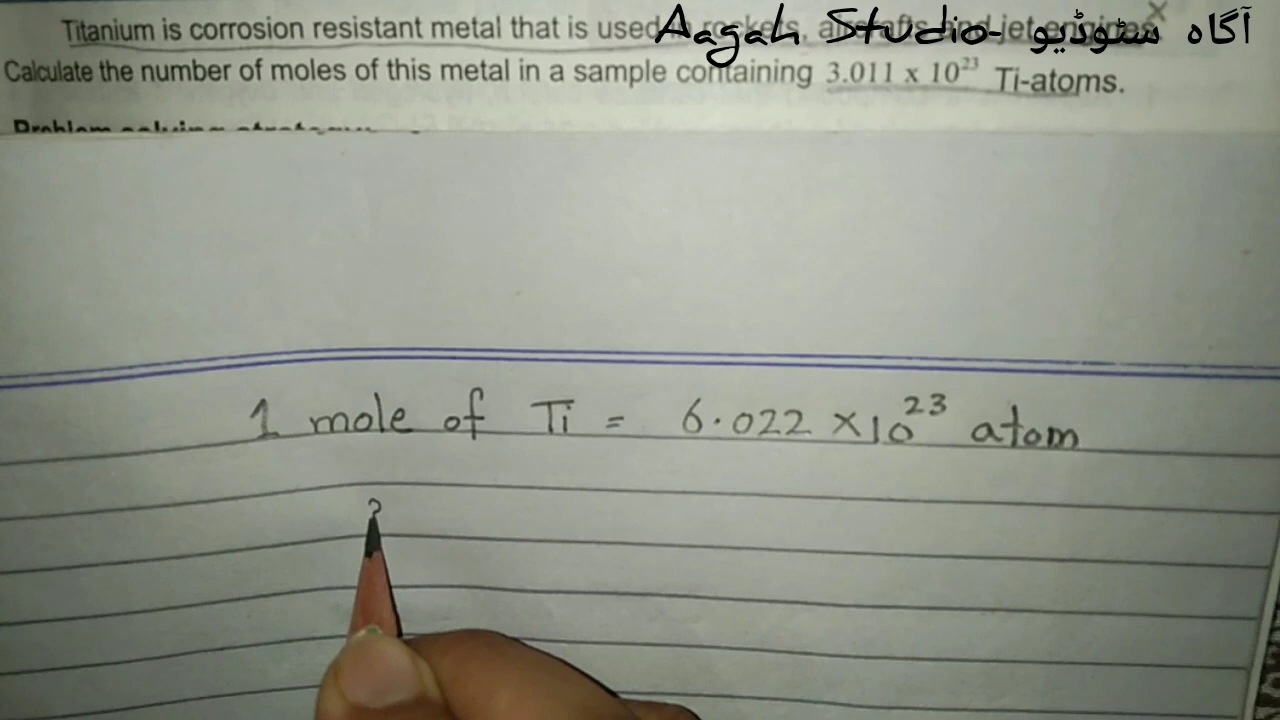 Titanium is corrosion resistant metal that is used
Aagah Studio- آگاہ سٹوڈیو
Calculate the number of moles of this metal in a sample containing 3.011 x 10²³ Ti-atoms.
1 mole of Ti = 6.022 ×10²³ atom
?